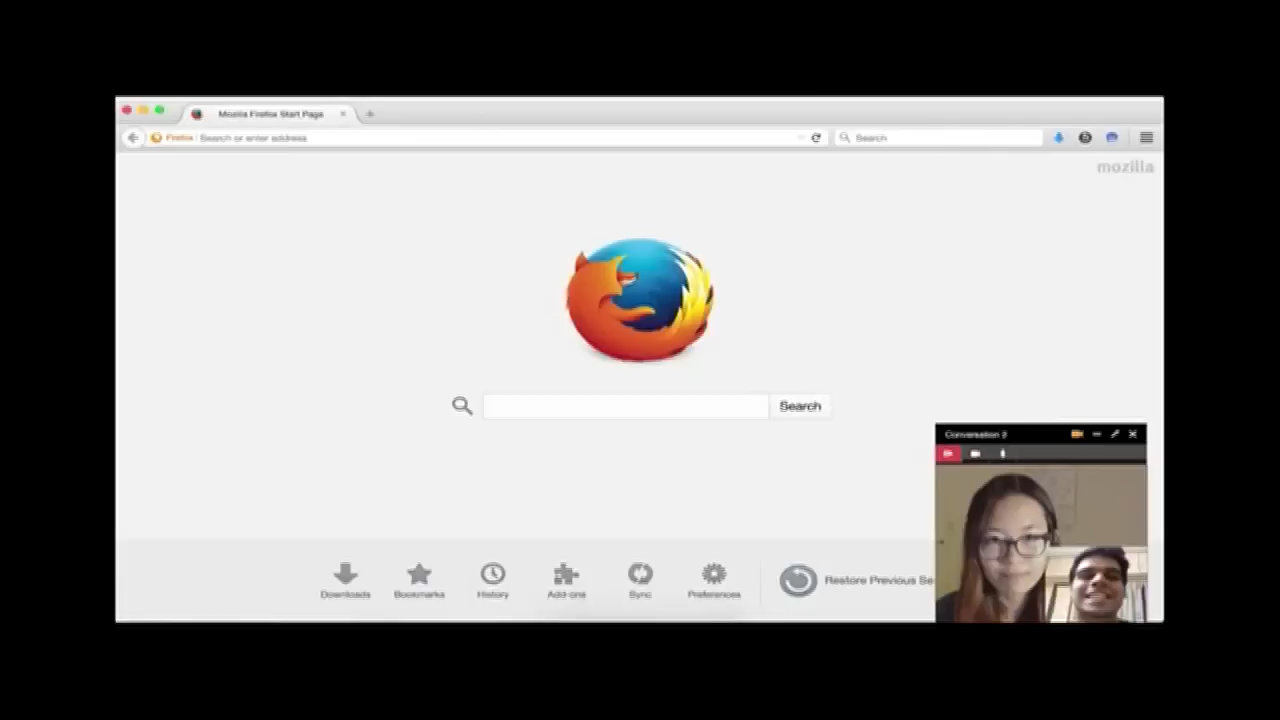 Mozilla Firefox Start Page
Firefox Search or enter address
Search
mozilla
Search
Conversation 2
Downloads
Bookmarks
History
Add-ons
Sync
Preferences
Restore Previous Se